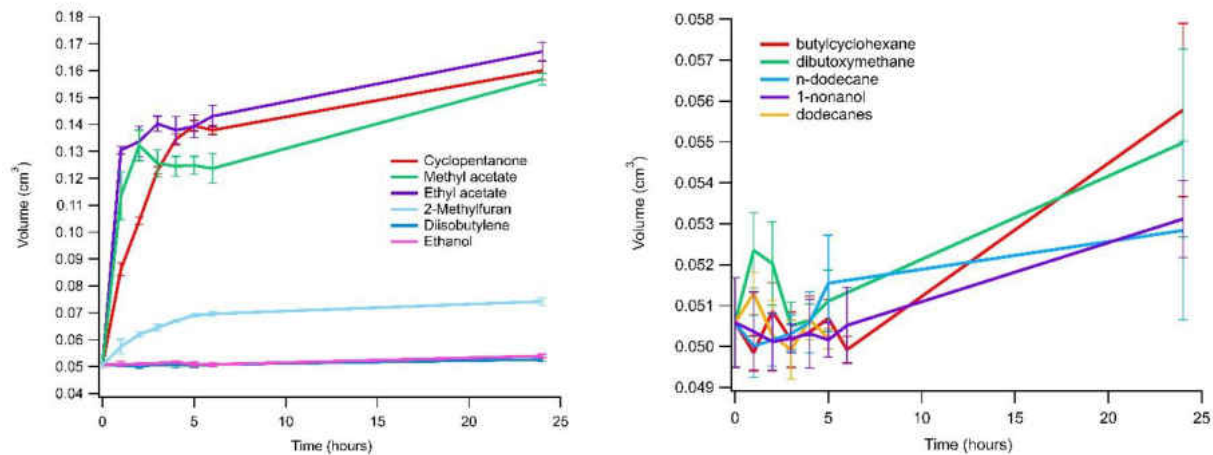 0.18
0.17
0.16
0.15
0.14
0.13
0.12
0.11
0.10
0.09
0.08
0.07
0.06
0.05
0.04
Volume (cm³)
0
5
10
15
20
25
Time (hours)
Cyclopentanone
Methyl acetate
Ethyl acetate
2-Methylfuran
Diisobutylene
Ethanol
0.058
0.057
0.056
0.055
0.054
0.053
0.052
0.051
0.050
0.049
Volume (cm³)
0
5
10
15
20
25
Time (hours)
butylcyclohexane
dibutoxymethane
n-dodecane
1-nonanol
dodecanes